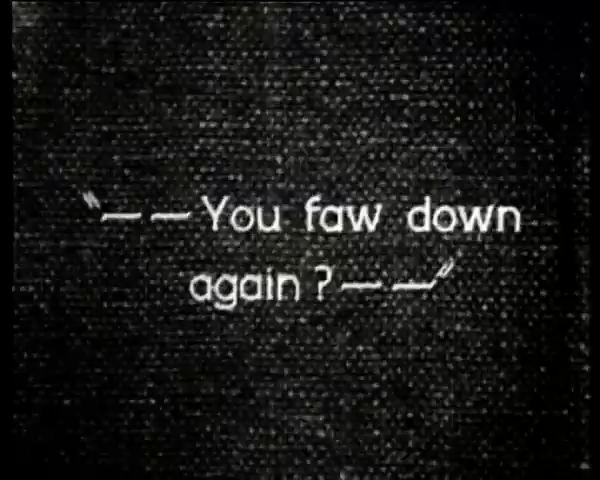 "— — You faw down
again ? — —"